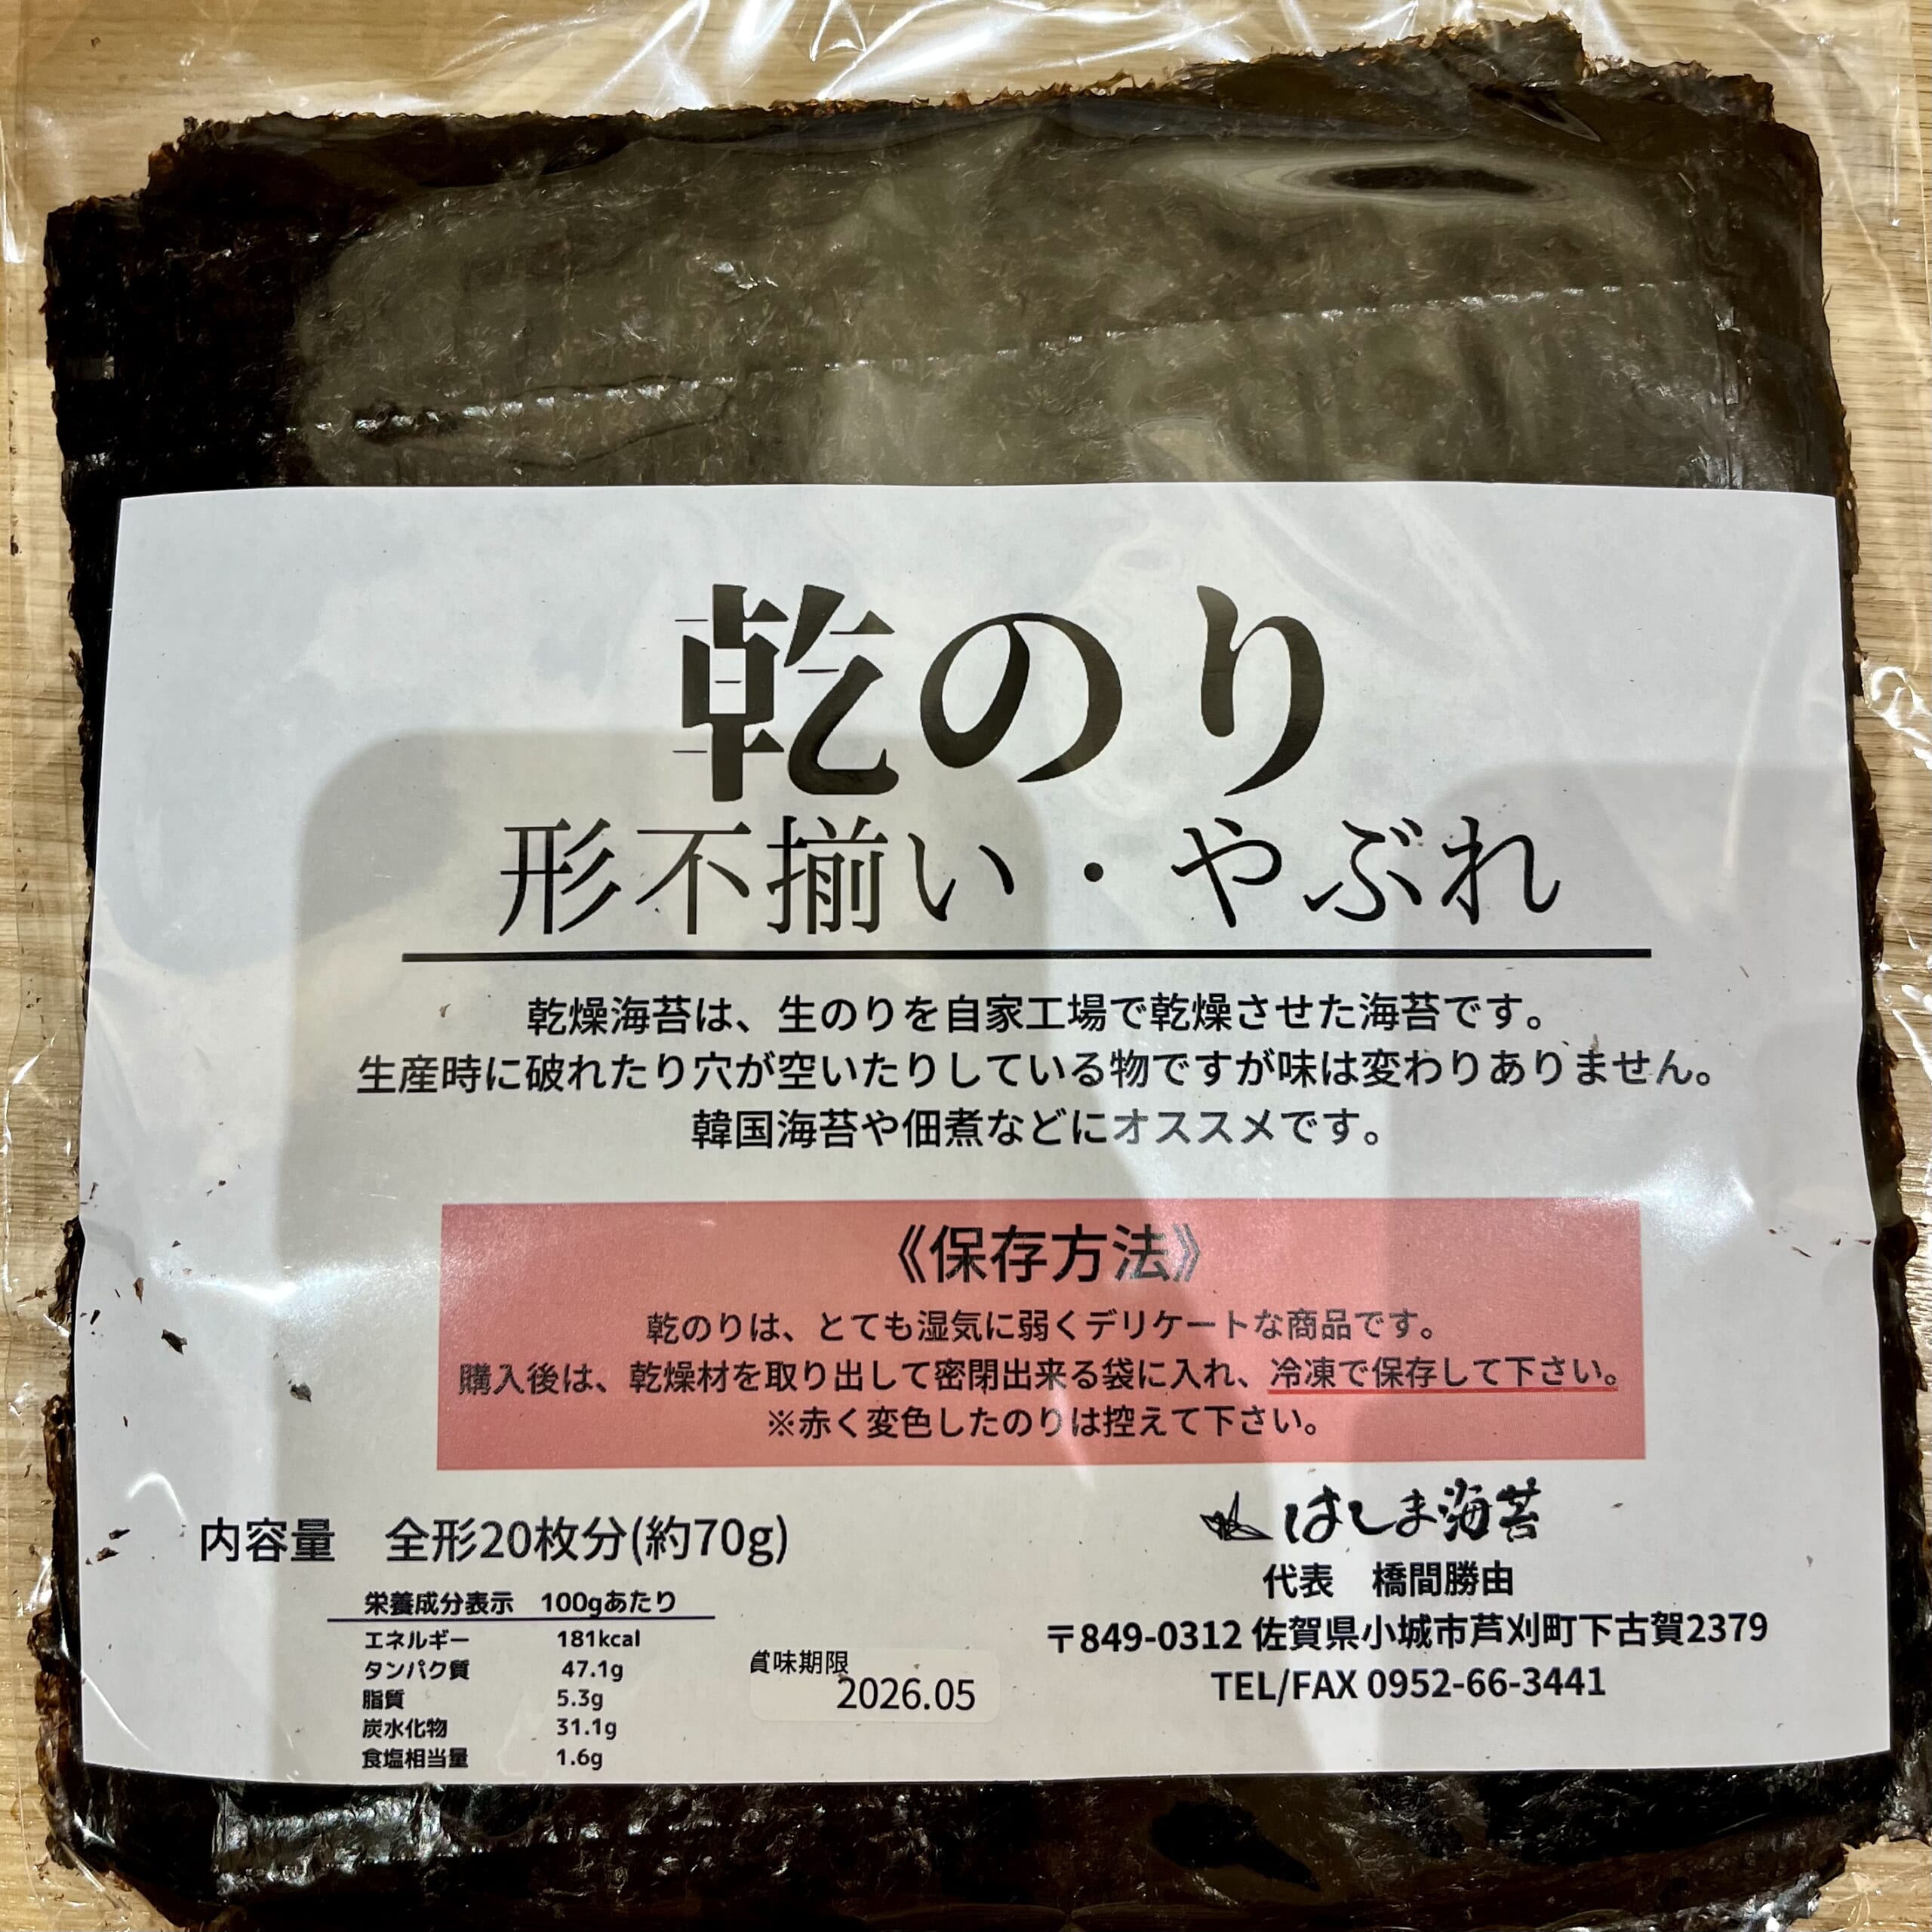 乾のり
形不揃い・やぶれ
乾燥海苔は、生のりを自家工場で乾燥させた海苔です。
生産時に破れたり穴が空いたりしている物ですが味は変わりありません。
韓国海苔や佃煮などにオススメです。
《保存方法》
乾のりは、とても湿気に弱くデリケートな商品です。
購入後は、乾燥材を取り出して密閉出来る袋に入れ、冷凍で保存して下さい。
※赤く変色したのりは控えて下さい。
内容量 全形20枚分(約70g)
栄養成分表示 100gあたり
エネルギー 181kcal
タンパク質 47.1g
脂質 5.3g
炭水化物 31.1g
食塩相当量 1.6g
賞味期限
2026.05
はしま海苔
代表 橋間勝由
〒849-0312 佐賀県小城市芦刈町下古賀2379
TEL/FAX 0952-66-3441